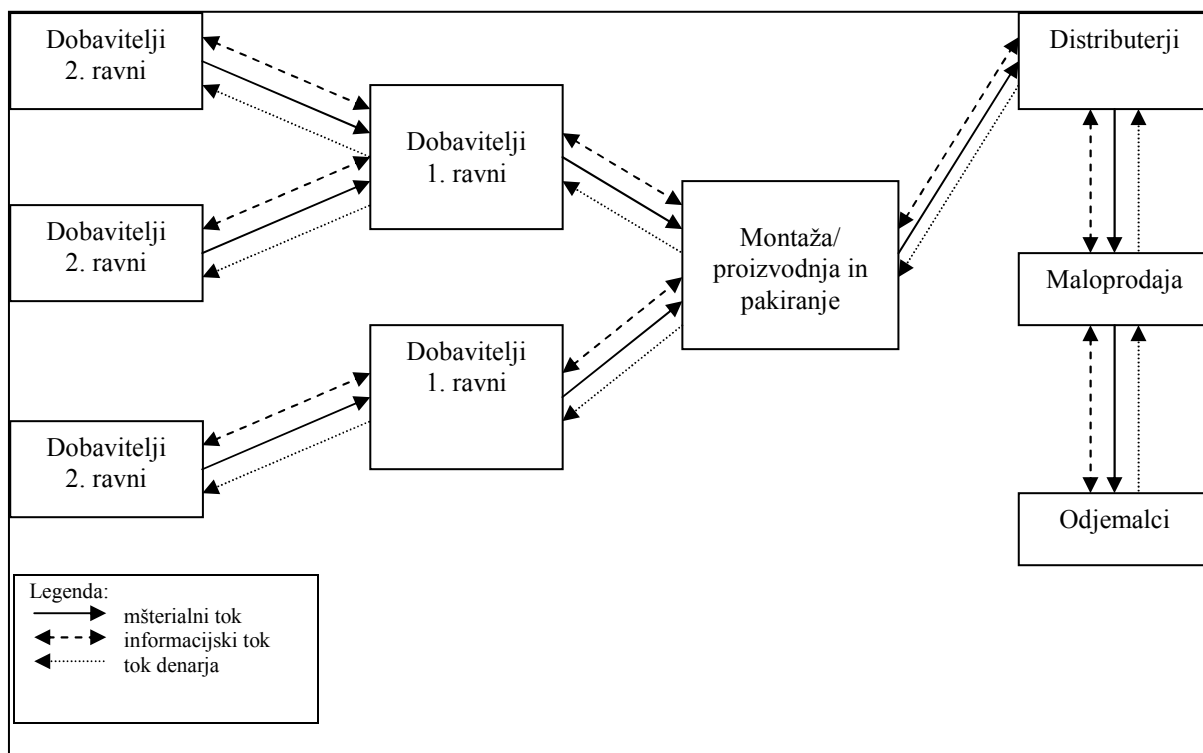 Dobavitelji
2. ravni
Dobavitelji
1. ravni
Dobavitelji
2. ravni
Dobavitelji
1. ravni
Dobavitelji
2. ravni
Montaža/
proizvodnja in
pakiranje
Distributerji
Maloprodaja
Odjemalci
Legenda:
mšterialni tok
informacijski tok
tok denarja